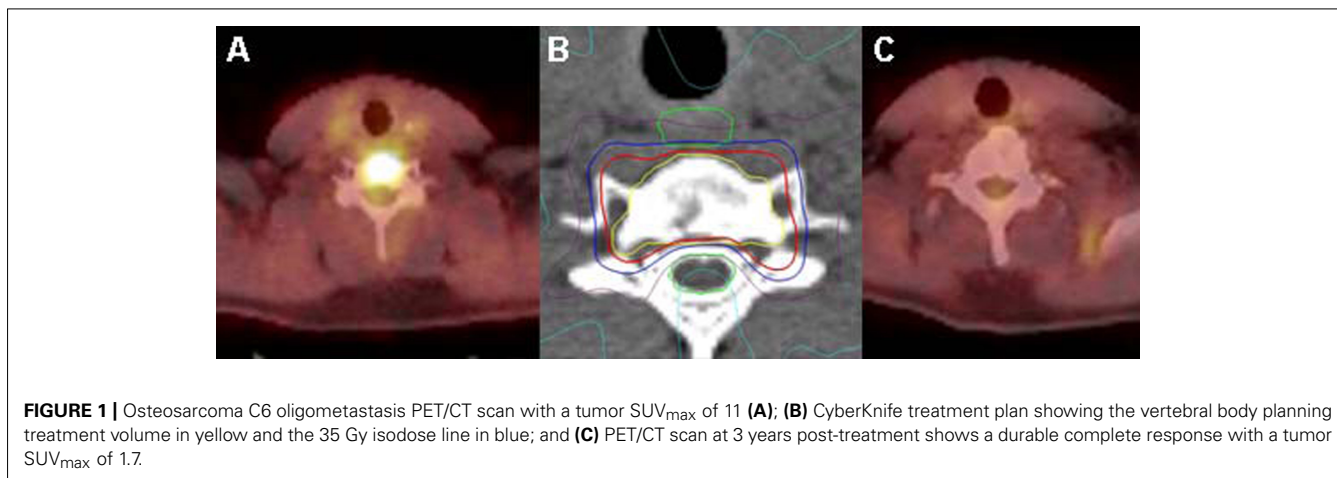 A B C
FIGURE 1 | Osteosarcoma C6 oligometastasis PET/CT scan with a tumor SUVmax of 11 (A); (B) CyberKnife treatment plan showing the vertebral body planning
treatment volume in yellow and the 35 Gy isodose line in blue; and (C) PET/CT scan at 3 years post-treatment shows a durable complete response with a tumor
SUVmax of 1.7.